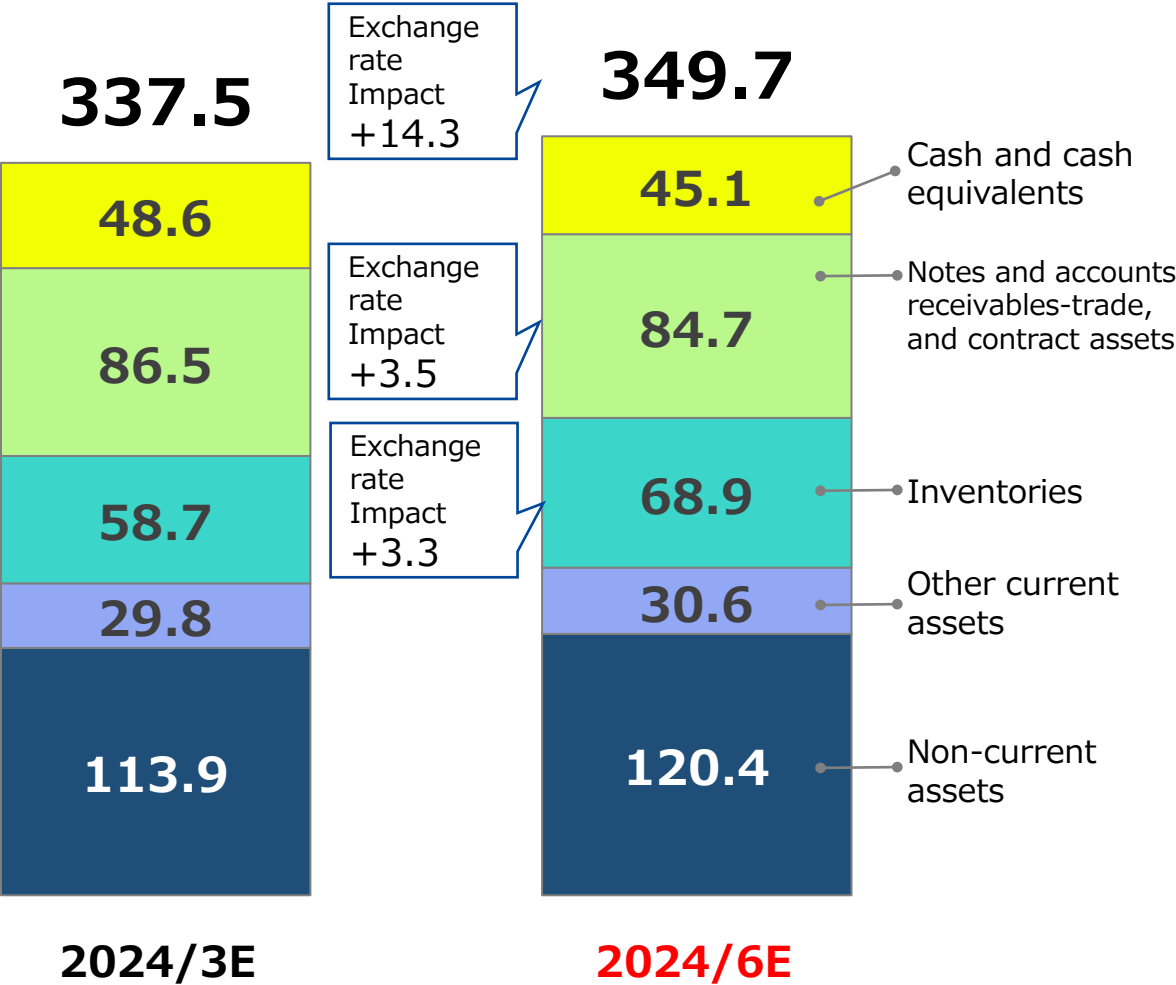 337.5
48.6
86.5
58.7
29.8
113.9
2024/3E
Exchange
rate
Impact
+14.3
Exchange
rate
Impact
+3.5
Exchange
rate
Impact
+3.3
349.7
45.1
84.7
68.9
30.6
120.4
2024/6E
Cash and cash
equivalents
Notes and accounts
receivables-trade,
and contract assets
Inventories
Other current
assets
Non-current
assets